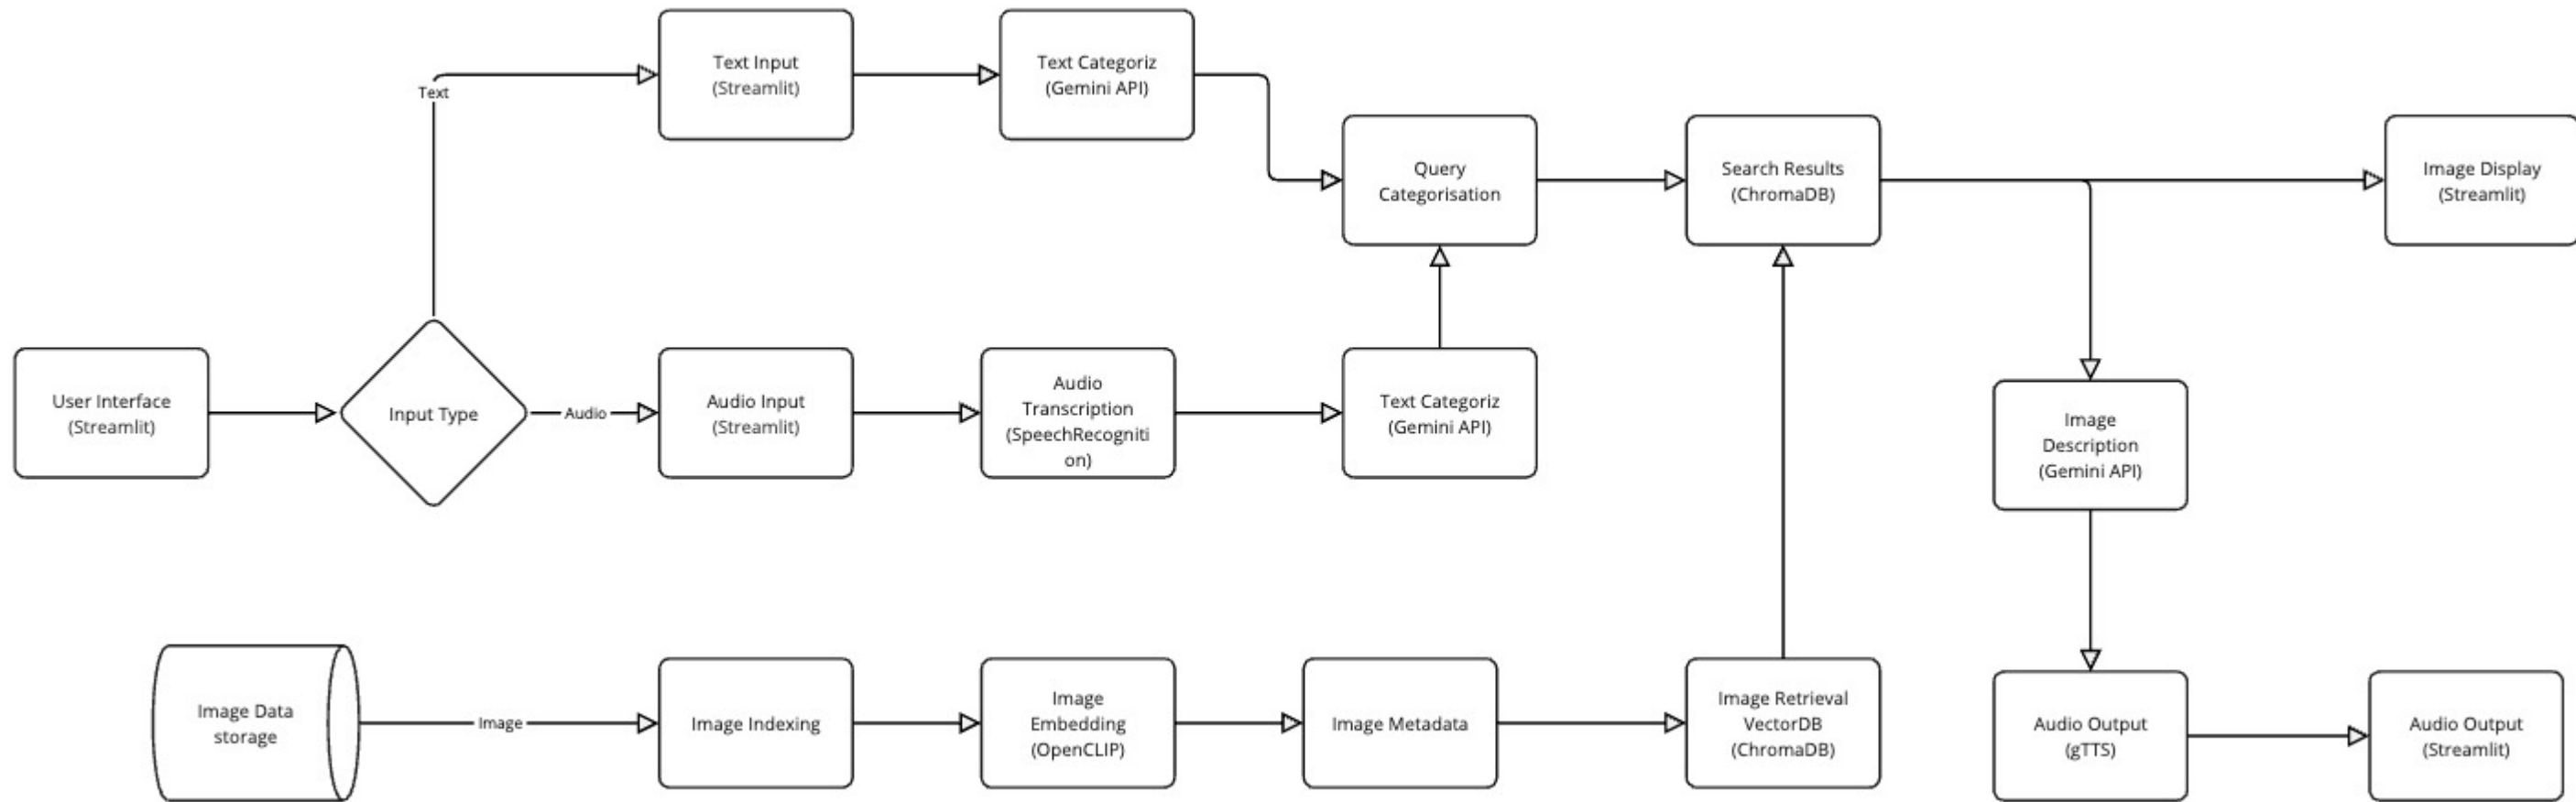 Text
Text Input
(Streamlit)
Text Categoriz
(Gemini API)
Query
Categorisation
Search Results
(ChromaDB)
Image Display
(Streamlit)
User Interface
(Streamlit)
Input Type
Audio
Audio Input
(Streamlit)
Audio
Transcription
(SpeechRecogniti
on)
Text Categoriz
(Gemini API)
Image
Description
(Gemini API)
Image Data
storage
Image
Image Indexing
Image
Embedding
(OpenCLIP)
Image Metadata
Image Retrieval
VectorDB
(ChromaDB)
Audio Output
(gTTS)
Audio Output
(Streamlit)